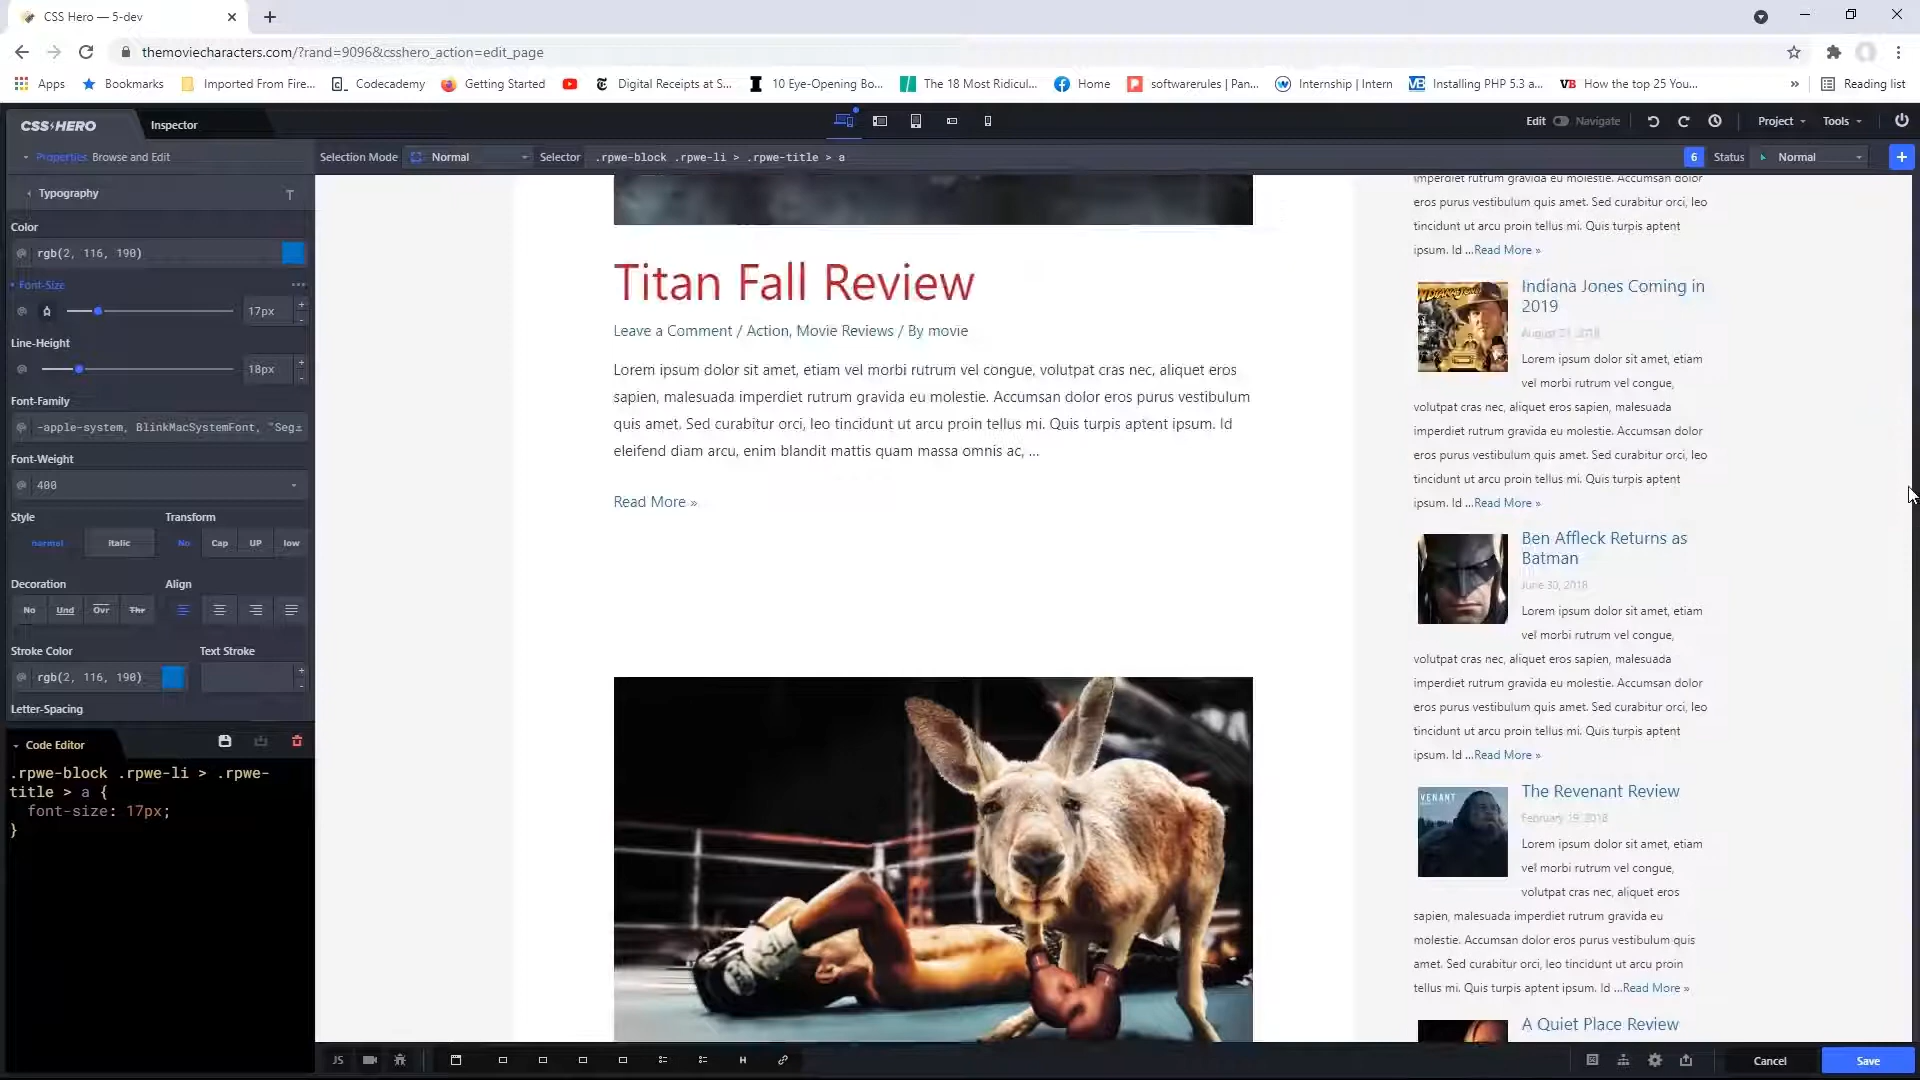 CSS Hero — 5-dev
themoviecharacters.com/?rand=9096&csshero_action=edit_page
Apps Bookmarks Imported From Fire... Codecademy Getting Started Digital Receipts at S... 10 Eye-Opening Bo... The 18 Most Ridicul... Home softwarerules | Pan... Internship | Intern Installing PHP 5.3 a... How the top 25 You... » Reading list
CSS HERO Inspector Edit Navigate Project Tools
Properties Browse and Edit Selection Mode Normal Selector .rpwe-block .rpwe-li > .rpwe-title > a 6 Status Normal +
Typography
Color
rgb(2, 116, 190)
Font-Size
17px
Line-Height
18px
Font-Family
-apple-system, BlinkMacSystemFont, "Seg
Font-Weight
400
Style Transform
normal italic No Cap UP low
Decoration Align
No Und Ovr Thr
Stroke Color Text Stroke
rgb(2, 116, 190)
Letter-Spacing
Code Editor
.rpwe-block .rpwe-li > .rpwe-
title > a {
font-size: 17px;
}
Titan Fall Review
Leave a Comment / Action, Movie Reviews / By movie
Lorem ipsum dolor sit amet, etiam vel morbi rutrum vel congue, volutpat cras nec, aliquet eros
sapien, malesuada imperdiet rutrum gravida eu molestie. Accumsan dolor eros purus vestibulum
quis amet. Sed curabitur orci, leo tincidunt ut arcu proin tellus mi. Quis turpis aptent ipsum. Id
eleifend diam arcu, enim blandit mattis quam massa omnis ac, ...
Read More »
imperdiet rutrum gravida eu molestie. Accumsan dolor
eros purus vestibulum quis amet. Sed curabitur orci, leo
tincidunt ut arcu proin tellus mi. Quis turpis aptent
ipsum. Id ...Read More »
INDIANA JONES
Indiana Jones Coming in
2019
August 21, 2018
Lorem ipsum dolor sit amet, etiam
vel morbi rutrum vel congue,
volutpat cras nec, aliquet eros sapien, malesuada
imperdiet rutrum gravida eu molestie. Accumsan dolor
eros purus vestibulum quis amet. Sed curabitur orci, leo
tincidunt ut arcu proin tellus mi. Quis turpis aptent
ipsum. Id ...Read More »
Ben Affleck Returns as
Batman
June 30, 2018
Lorem ipsum dolor sit amet, etiam
vel morbi rutrum vel congue,
volutpat cras nec, aliquet eros sapien, malesuada
imperdiet rutrum gravida eu molestie. Accumsan dolor
eros purus vestibulum quis amet. Sed curabitur orci, leo
tincidunt ut arcu proin tellus mi. Quis turpis aptent
ipsum. Id ...Read More »
VENANT
The Revenant Review
February 19, 2018
Lorem ipsum dolor sit amet, etiam
vel morbi rutrum vel congue,
volutpat cras nec, aliquet eros
sapien, malesuada imperdiet rutrum gravida eu
molestie. Accumsan dolor eros purus vestibulum quis
amet. Sed curabitur orci, leo tincidunt ut arcu proin
tellus mi. Quis turpis aptent ipsum. Id ...Read More »
A Quiet Place Review
JS H Cancel Save